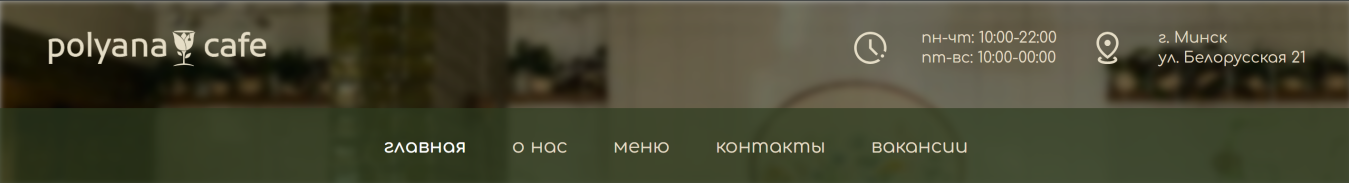 polyana cafe
пн-чт: 10:00-22:00
пт-вс: 10:00-00:00
г. Минск
ул. Белорусская 21
главная о нас меню контакты вакансии